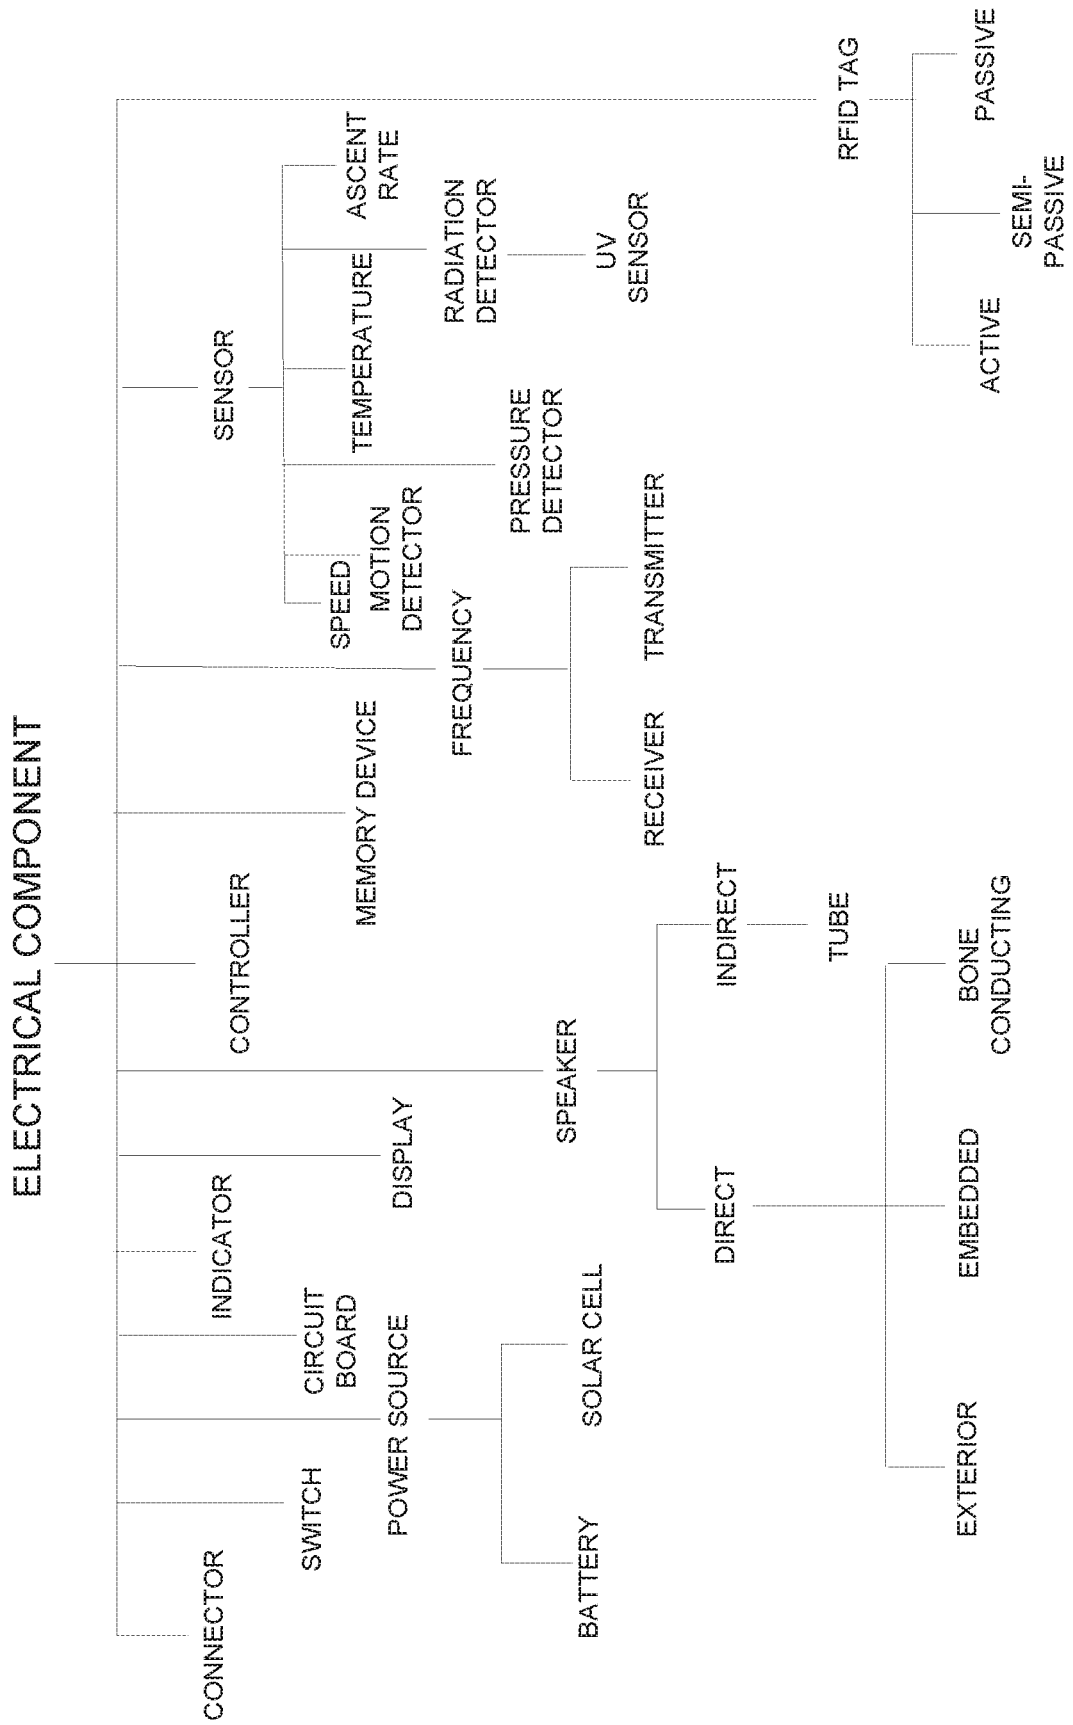 ELECTRICAL COMPONENT
CONNECTOR
SWITCH
POWER SOURCE
BATTERY
SOLAR CELL
CIRCUIT
BOARD
INDICATOR
DISPLAY
SPEAKER
DIRECT
EXTERIOR
EMBEDDED
BONE
CONDUCTING
INDIRECT
TUBE
CONTROLLER
MEMORY DEVICE
FREQUENCY
RECEIVER
TRANSMITTER
SENSOR
SPEED
MOTION
DETECTOR
PRESSURE
DETECTOR
TEMPERATURE
RADIATION
DETECTOR
UV
SENSOR
ASCENT
RATE
RFID TAG
ACTIVE
SEMI-
PASSIVE
PASSIVE